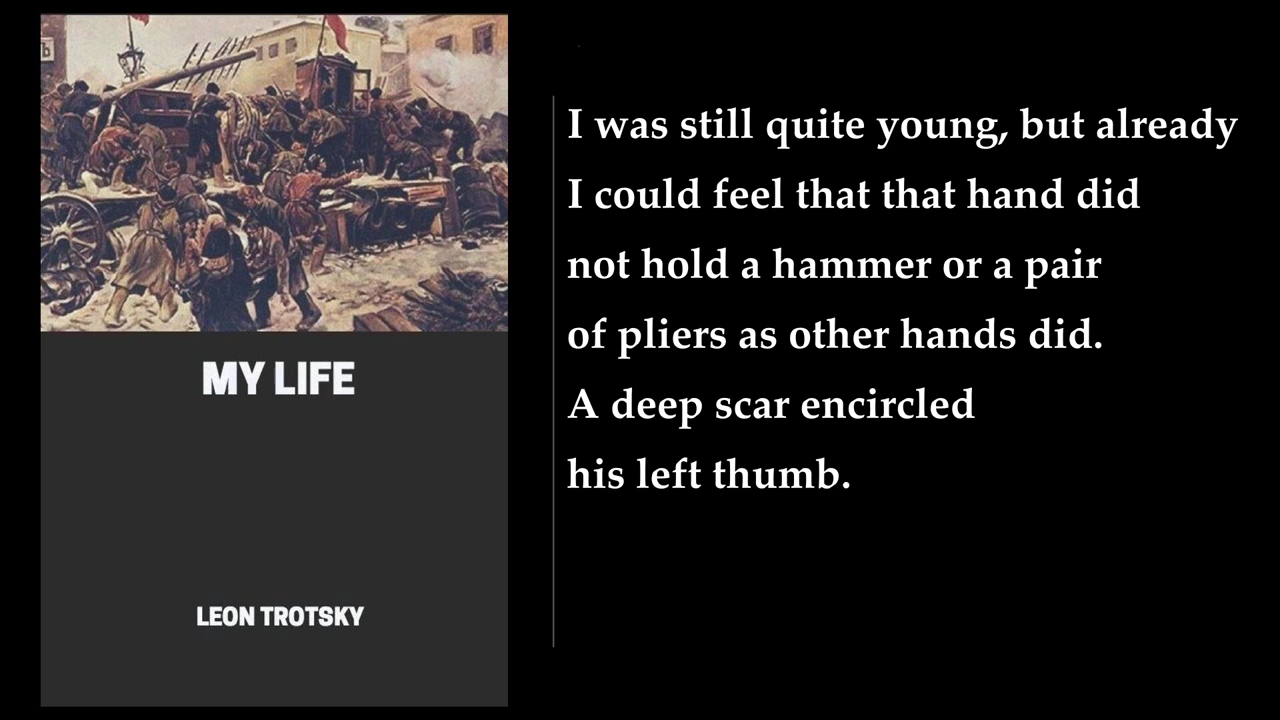 Ъ
MY LIFE
LEON TROTSKY
I was still quite young, but already
I could feel that that hand did
not hold a hammer or a pair
of pliers as other hands did.
A deep scar encircled
his left thumb.